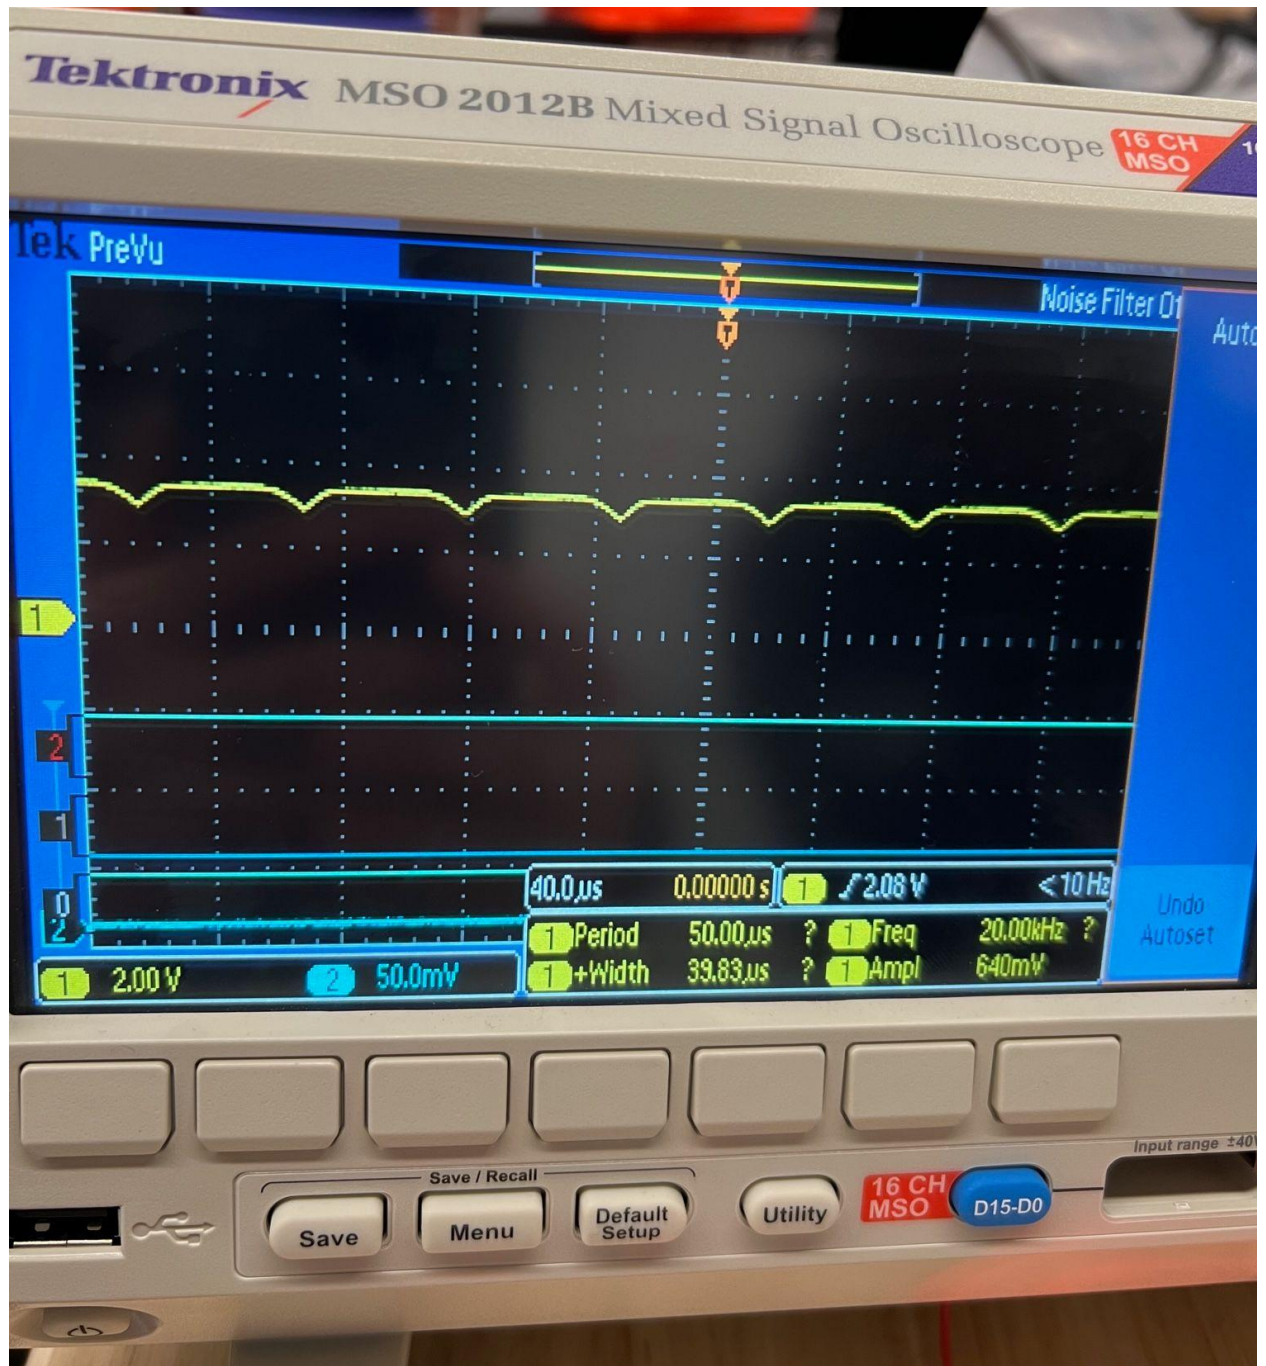 Tektronix MSO 2012B Mixed Signal Oscilloscope 16 CH MSO
Tek PreVu
Noise Filter Of
Auto
T
T
1
2
1
0
2
40.0µs 0.00000 s 1 2.08 V <10 Hz
1 Period 50.00µs ? 1 Freq 20.00kHz ?
1 +Width 39.83µs ? 1 Ampl 640mV
1 2.00 V 2 50.0mV
Undo
Autoset
Input range ±40V
Save / Recall
Save
Menu
Default
Setup
Utility
16 CH
MSO
D15-D0